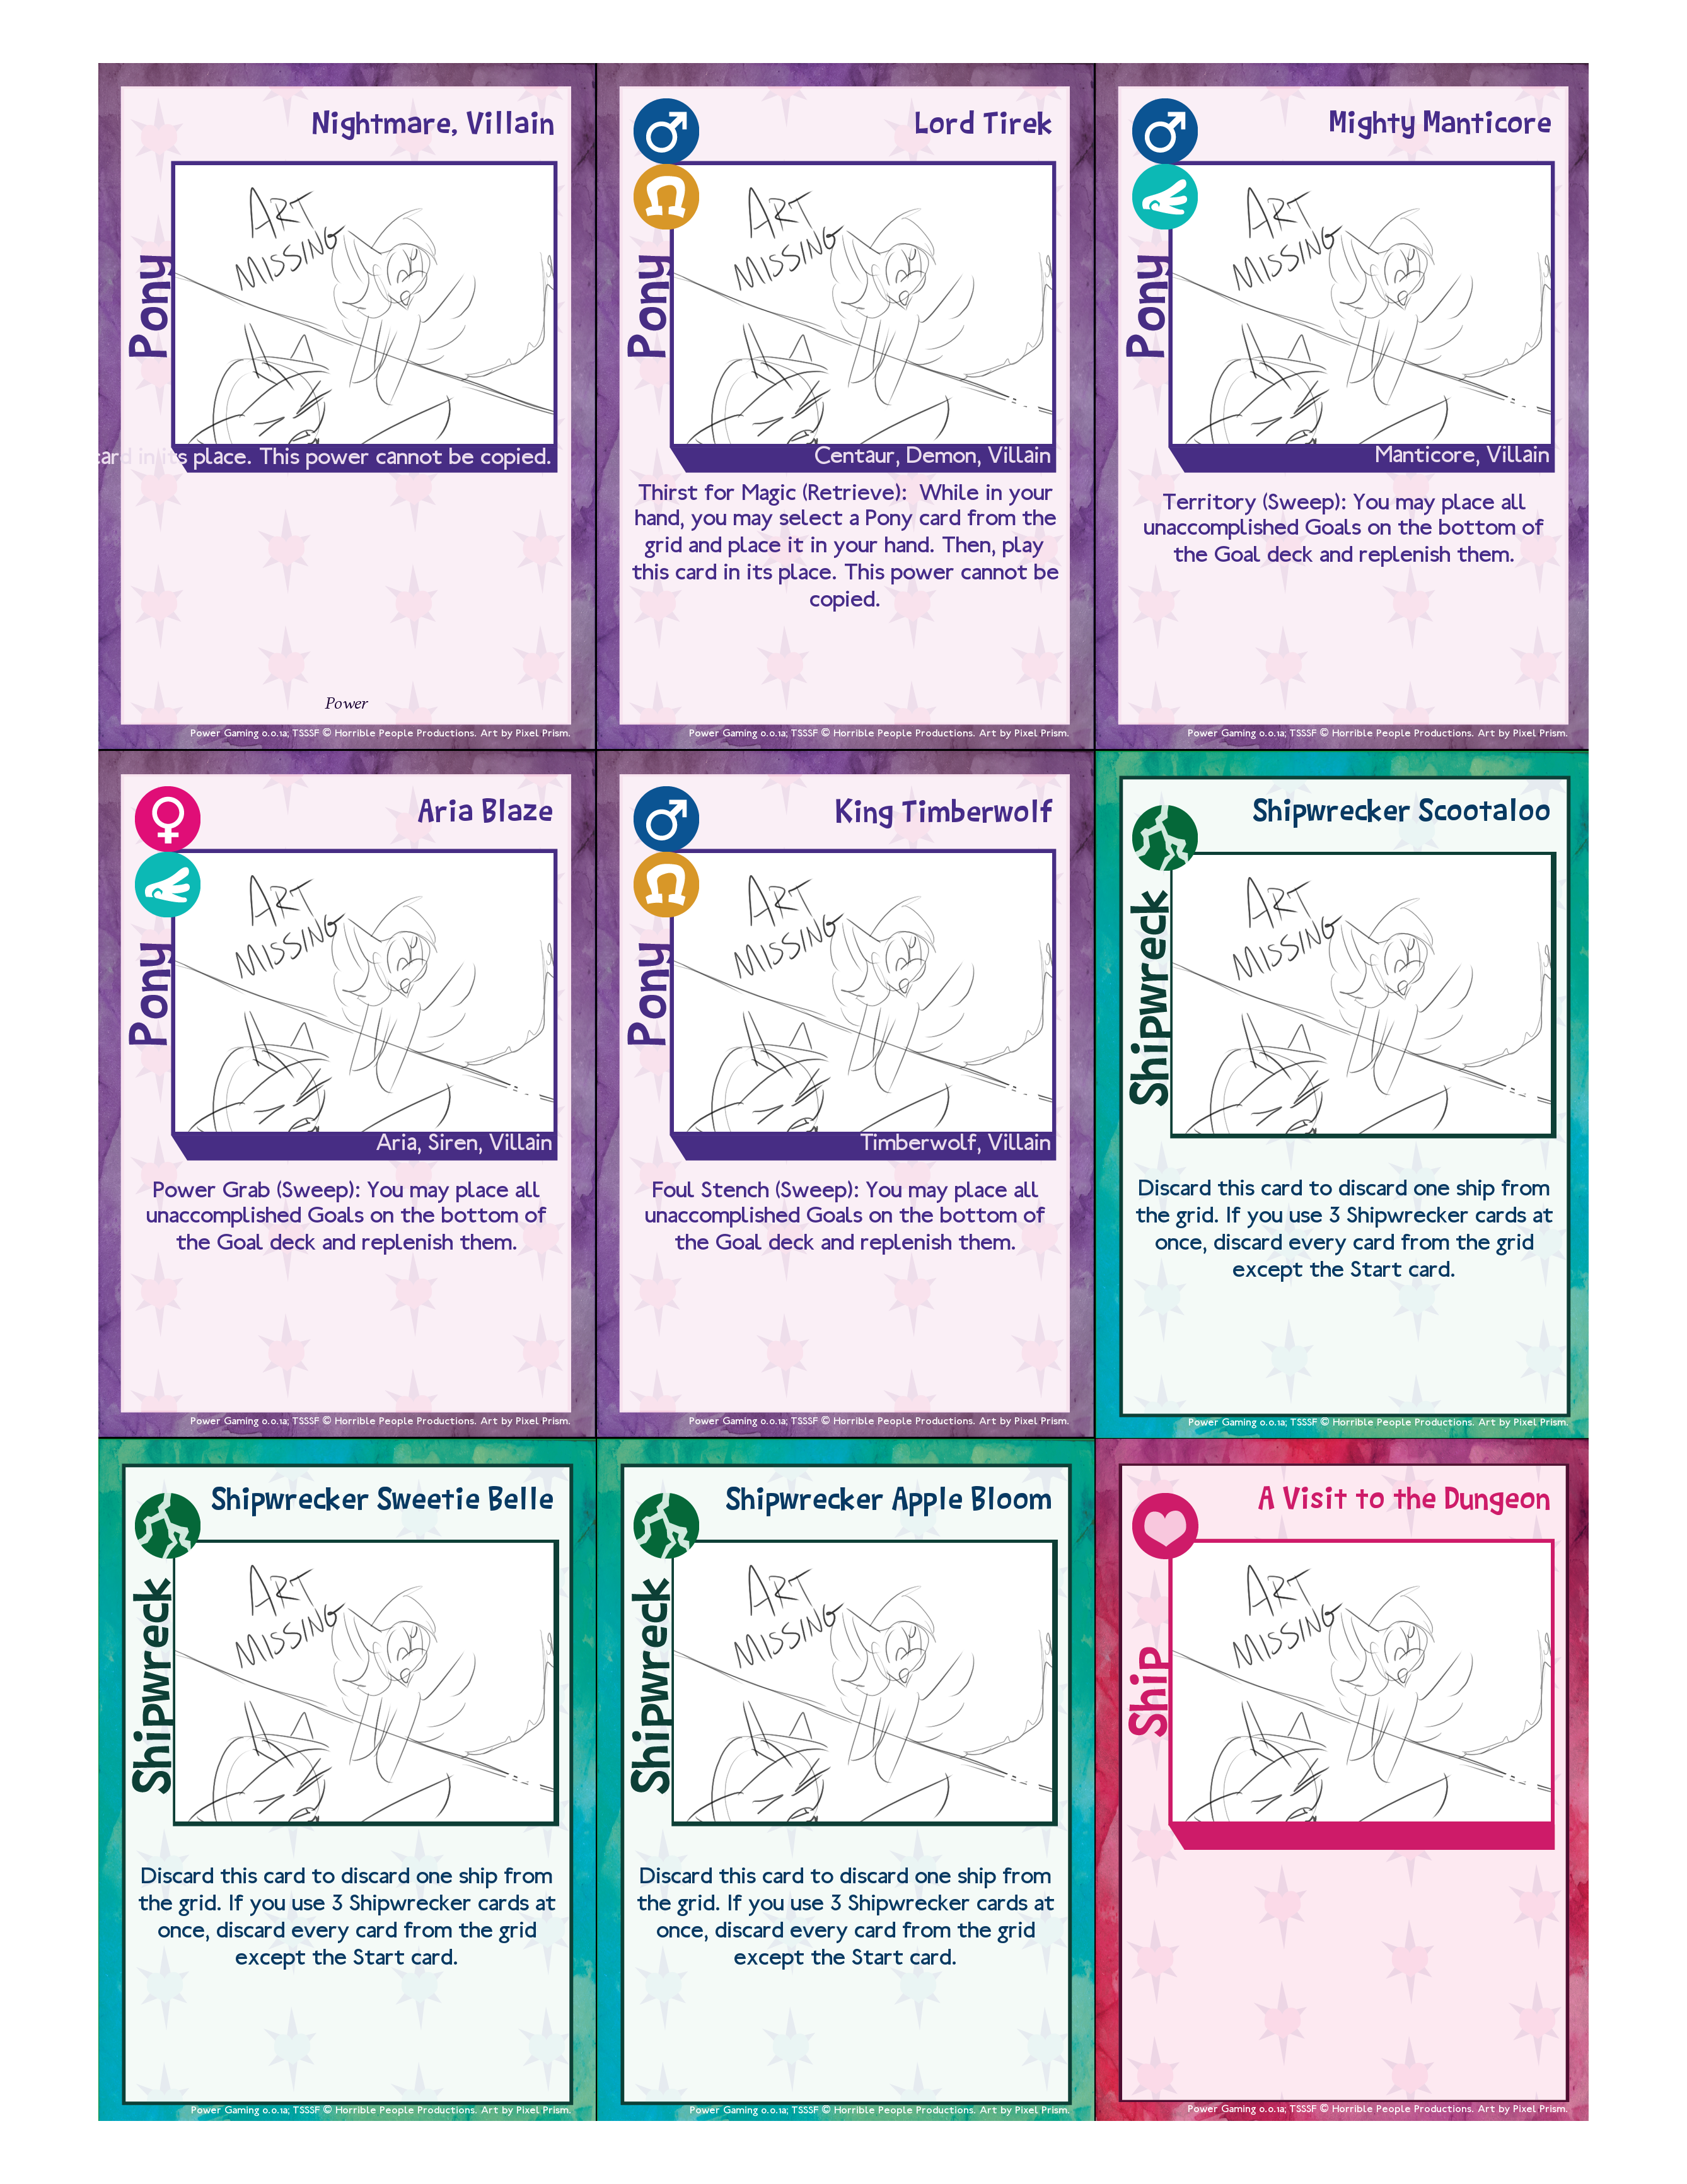 Nightmare, Villain
ART
MISSING
Pony
card in its place. This power cannot be copied.
Power
Power Gaming 0.0.1a; TSSSF © Horrible People Productions. Art by Pixel Prism.
Lord Tirek
ART
MISSING
Pony
Centaur, Demon, Villain
Thirst for Magic (Retrieve): While in your
hand, you may select a Pony card from the
grid and place it in your hand. Then, play
this card in its place. This power cannot be
copied.
Power Gaming 0.0.1a; TSSSF © Horrible People Productions. Art by Pixel Prism.
Mighty Manticore
ART
MISSING
Pony
Manticore, Villain
Territory (Sweep): You may place all
unaccomplished Goals on the bottom of
the Goal deck and replenish them.
Power Gaming 0.0.1a; TSSSF © Horrible People Productions. Art by Pixel Prism.
Aria Blaze
ART
MISSING
Pony
Aria, Siren, Villain
Power Grab (Sweep): You may place all
unaccomplished Goals on the bottom of
the Goal deck and replenish them.
Power Gaming 0.0.1a; TSSSF © Horrible People Productions. Art by Pixel Prism.
King Timberwolf
ART
MISSING
Pony
Timberwolf, Villain
Foul Stench (Sweep): You may place all
unaccomplished Goals on the bottom of
the Goal deck and replenish them.
Power Gaming 0.0.1a; TSSSF © Horrible People Productions. Art by Pixel Prism.
Shipwrecker Scootaloo
ART
MISSING
Shipwreck
Discard this card to discard one ship from
the grid. If you use 3 Shipwrecker cards at
once, discard every card from the grid
except the Start card.
Power Gaming 0.0.1a; TSSSF © Horrible People Productions. Art by Pixel Prism.
Shipwrecker Sweetie Belle
ART
MISSING
Shipwreck
Discard this card to discard one ship from
the grid. If you use 3 Shipwrecker cards at
once, discard every card from the grid
except the Start card.
Power Gaming 0.0.1a; TSSSF © Horrible People Productions. Art by Pixel Prism.
Shipwrecker Apple Bloom
ART
MISSING
Shipwreck
Discard this card to discard one ship from
the grid. If you use 3 Shipwrecker cards at
once, discard every card from the grid
except the Start card.
Power Gaming 0.0.1a; TSSSF © Horrible People Productions. Art by Pixel Prism.
A Visit to the Dungeon
ART
MISSING
Ship
Power Gaming 0.0.1a; TSSSF © Horrible People Productions. Art by Pixel Prism.